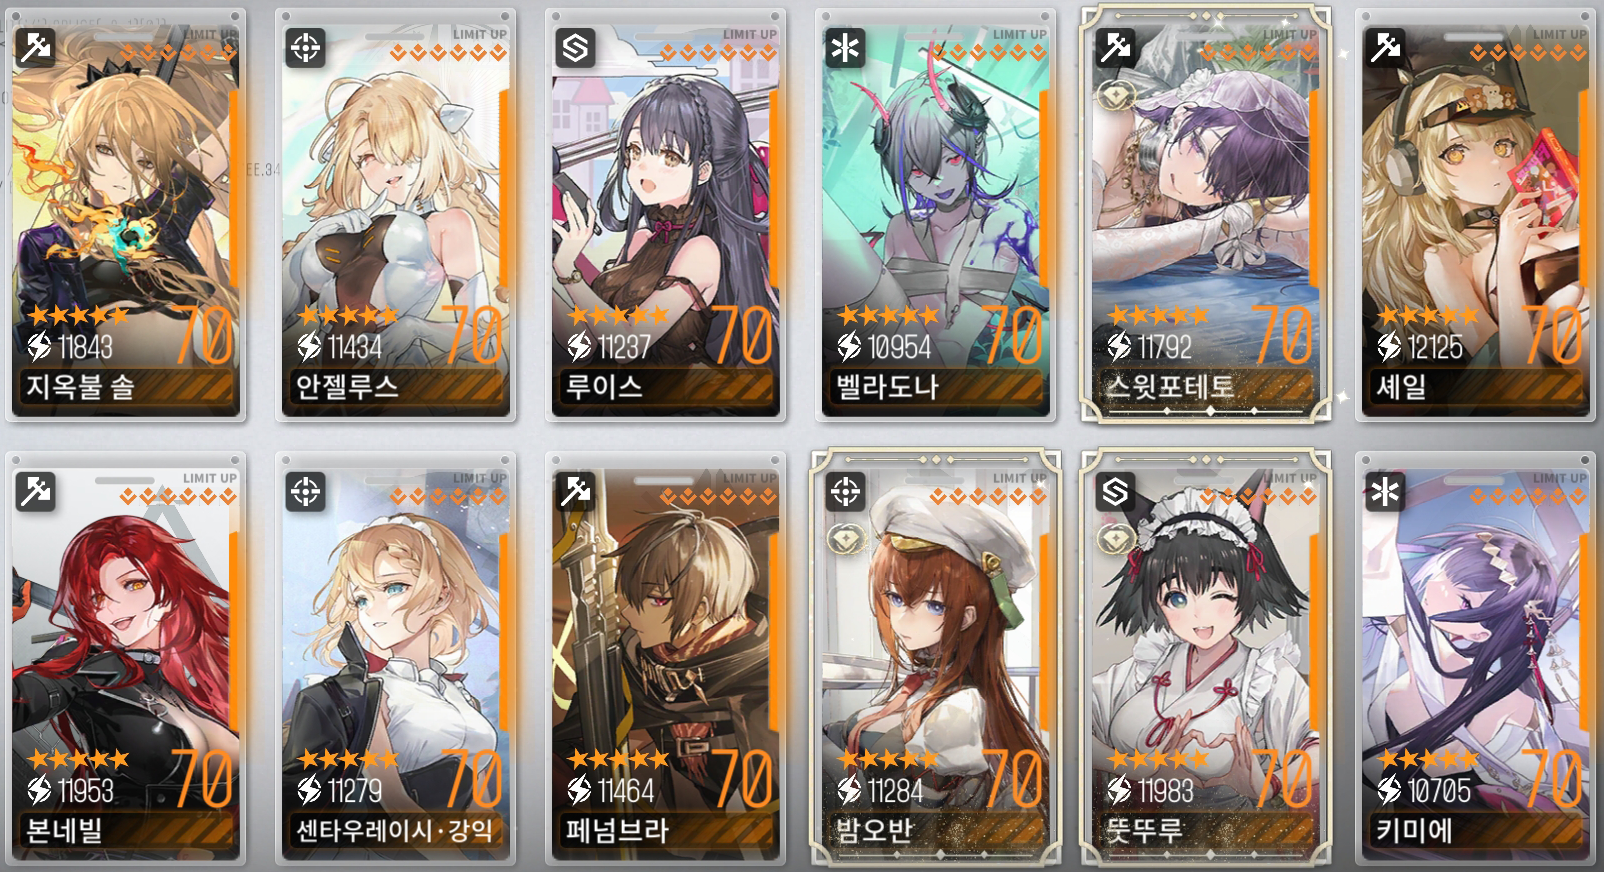 LIMIT UP
70
11843
지옥불 솔
LIMIT UP
70
11434
안젤루스
LIMIT UP
70
11237
루이스
LIMIT UP
70
10954
벨라도나
LIMIT UP
70
11792
스윗포테토
LIMIT UP
70
12125
셰일
EE.34
LIMIT UP
70
11953
본네빌
LIMIT UP
70
11279
센타우레이시·강익
LIMIT UP
70
11464
페넘브라
LIMIT UP
70
11284
밤오반
LIMIT UP
70
11983
뜻뚜루
LIMIT UP
70
10705
키미에